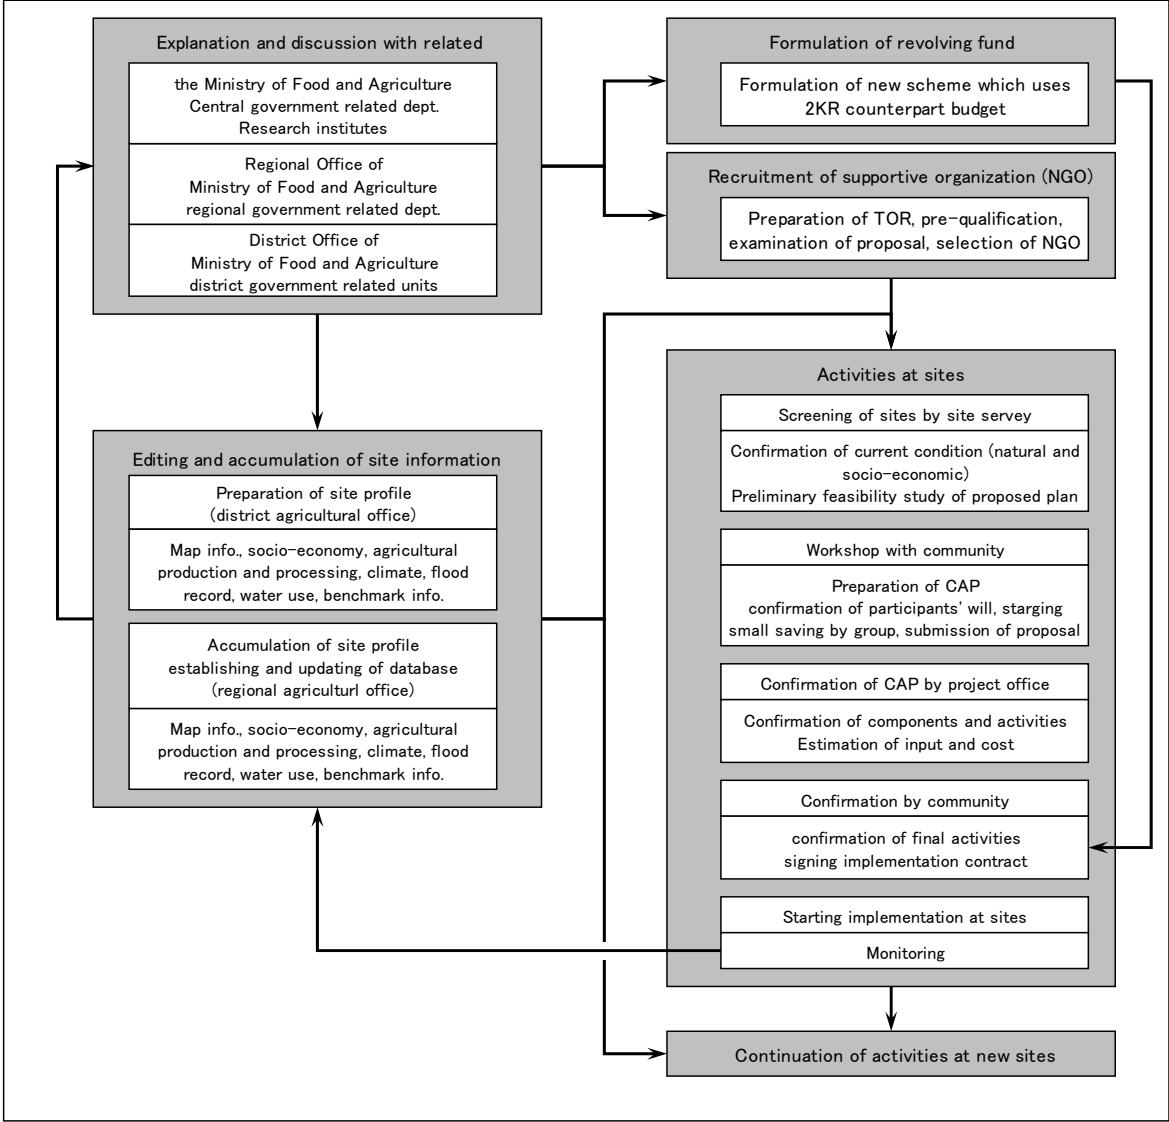 Explanation and discussion with related
the Ministry of Food and Agriculture
Central government related dept.
Research institutes
Regional Office of
Ministry of Food and Agriculture
regional government related dept.
District Office of
Ministry of Food and Agriculture
district government related units
Editing and accumulation of site information
Preparation of site profile
(district agricultural office)
Map info., socio-economy, agricultural
production and processing, climate, flood
record, water use, benchmark info.
Accumulation of site profile
establishing and updating of database
(regional agriculturl office)
Map info., socio-economy, agricultural
production and processing, climate, flood
record, water use, benchmark info.
Formulation of revolving fund
Formulation of new scheme which uses
2KR counterpart budget
Recruitment of supportive organization (NGO)
Preparation of TOR, pre-qualification,
examination of proposal, selection of NGO
Activities at sites
Screening of sites by site servey
Confirmation of current condition (natural and
socio-economic)
Preliminary feasibility study of proposed plan
Workshop with community
Preparation of CAP
confirmation of participants' will, starging
small saving by group, submission of proposal
Confirmation of CAP by project office
Confirmation of components and activities
Estimation of input and cost
Confirmation by community
confirmation of final activities
signing implementation contract
Starting implementation at sites
Monitoring
Continuation of activities at new sites